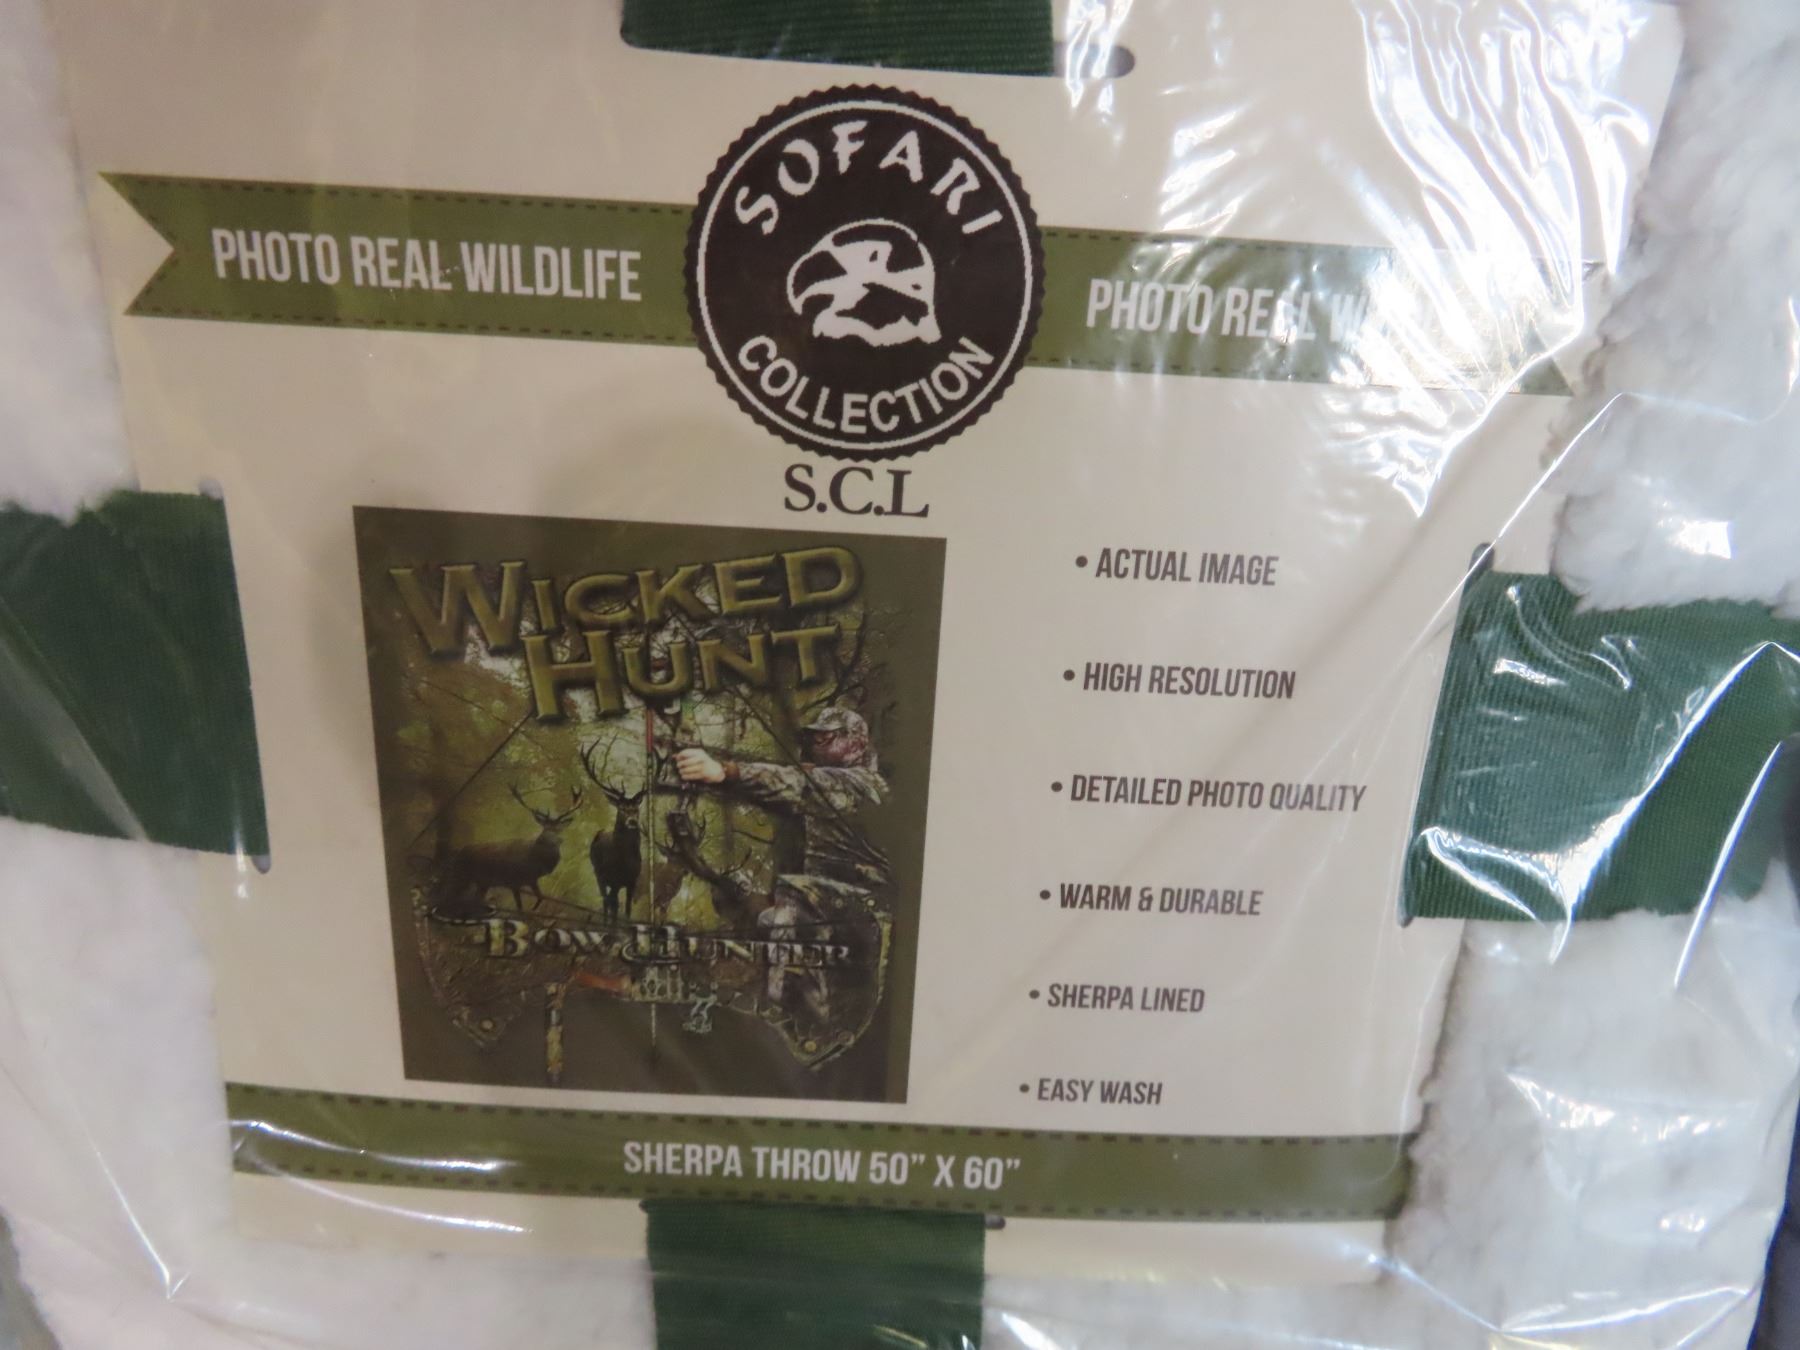 SOFARI
PHOTO REAL WILDLIFE
PHOTO REAL
COLLECTION
S.C.L
WICKED
HUNT
BOW HUNTER
• ACTUAL IMAGE
• HIGH RESOLUTION
• DETAILED PHOTO QUALITY
• WARM & DURABLE
• SHERPA LINED
• EASY WASH
SHERPA THROW 50" X 60"